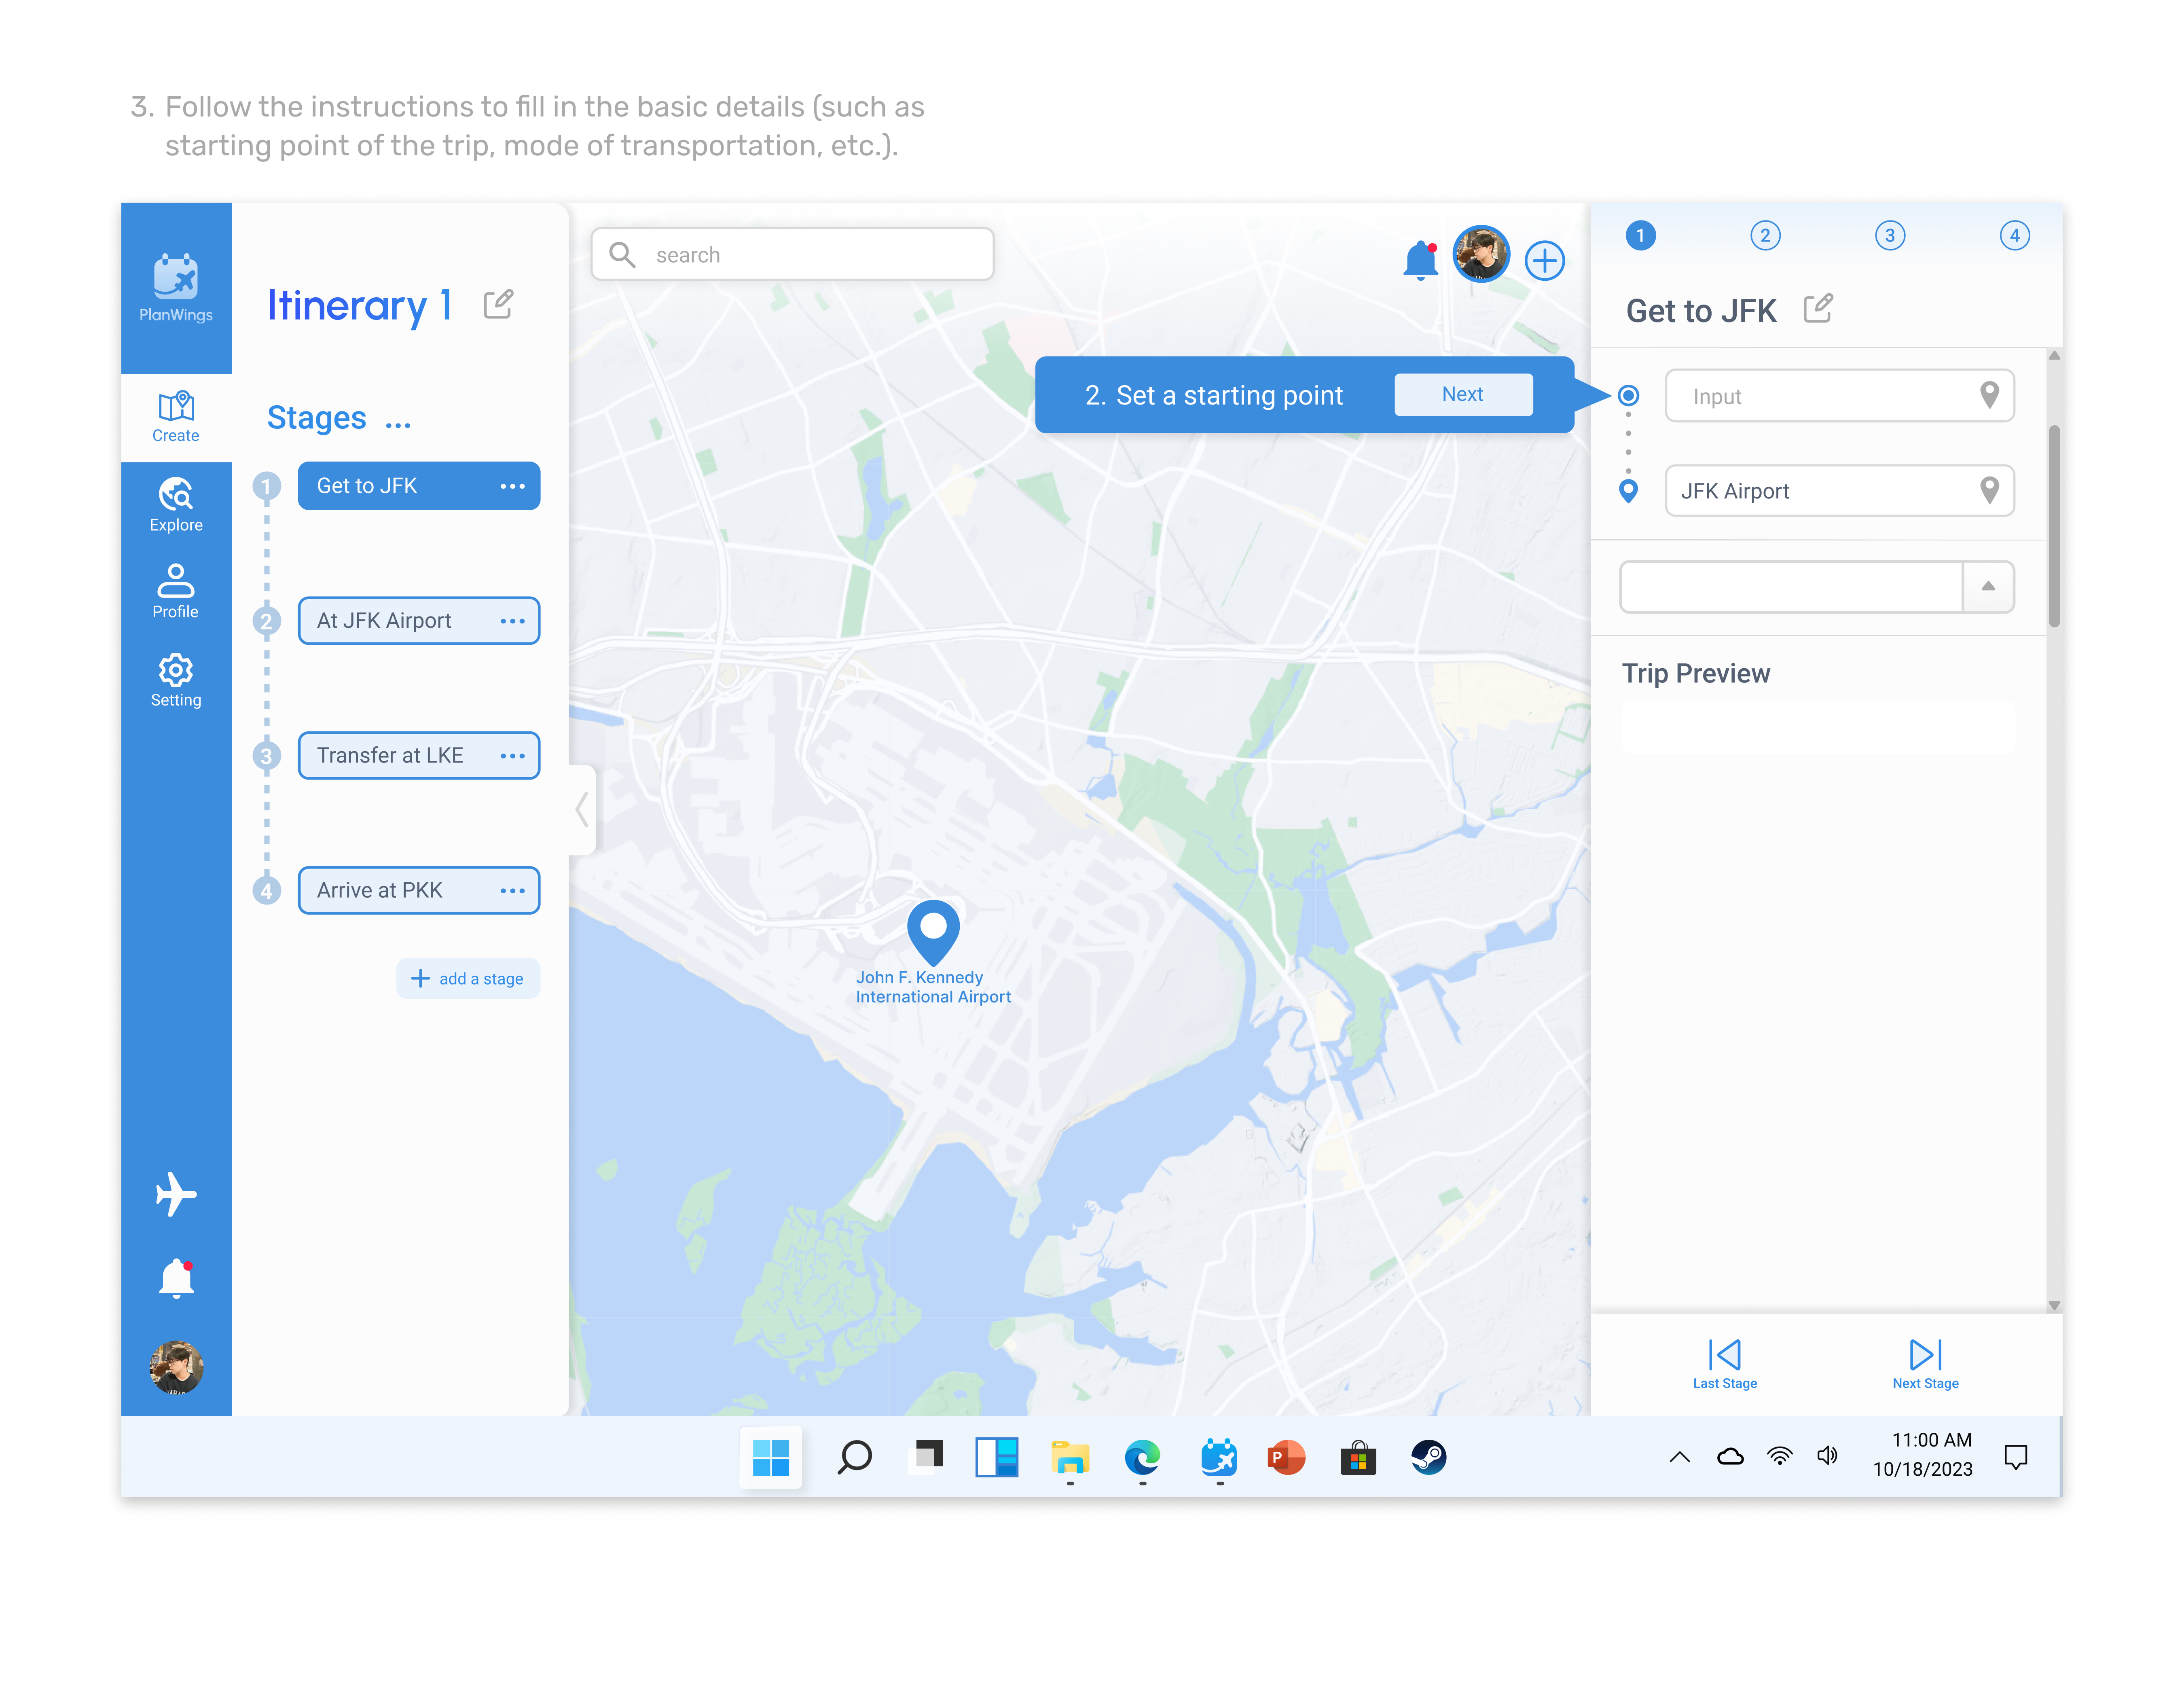 3. Follow the instructions to fill in the basic details (such as
starting point of the trip, mode of transportation, etc.).
PlanWings
Create
Explore
Profile
Setting
Itinerary 1
Stages ...
1 Get to JFK
2 At JFK Airport
3 Transfer at LKE
4 Arrive at PKK
+ add a stage
search
2. Set a starting point Next
John F. Kennedy
International Airport
1 2 3 4
Get to JFK
Input
JFK Airport
Trip Preview
Last Stage Next Stage
P
11:00 AM
10/18/2023